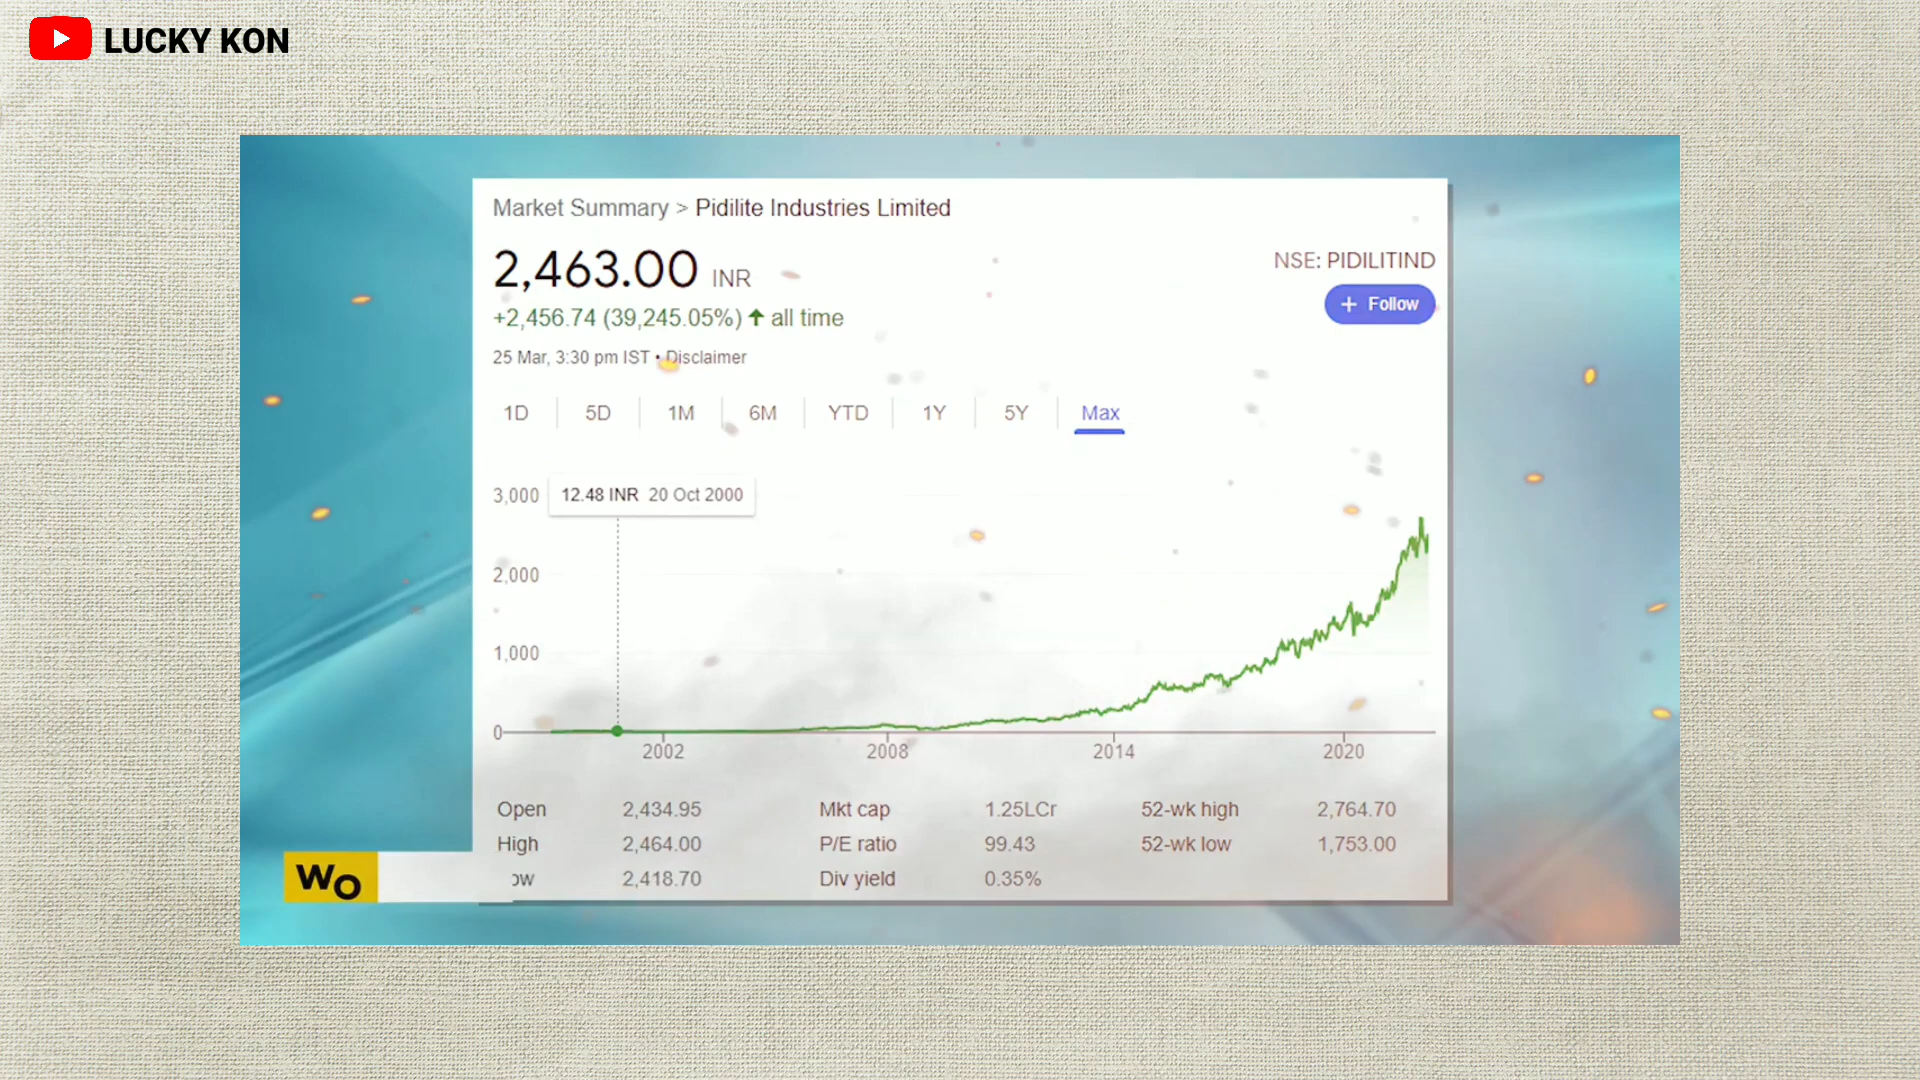 LUCKY KON
Market Summary > Pidilite Industries Limited
2,463.00 INR
NSE: PIDILITIND
+ Follow
+2,456.74 (39,245.05%) ↑ all time
25 Mar, 3:30 pm IST • Disclaimer
1D 5D 1M 6M YTD 1Y 5Y Max
12.48 INR 20 Oct 2000
3,000
2,000
1,000
0
2002 2008 2014 2020
Open 2,434.95 Mkt cap 1.25LCr 52-wk high 2,764.70
High 2,464.00 P/E ratio 99.43 52-wk low 1,753.00
ow 2,418.70 Div yield 0.35%
WO